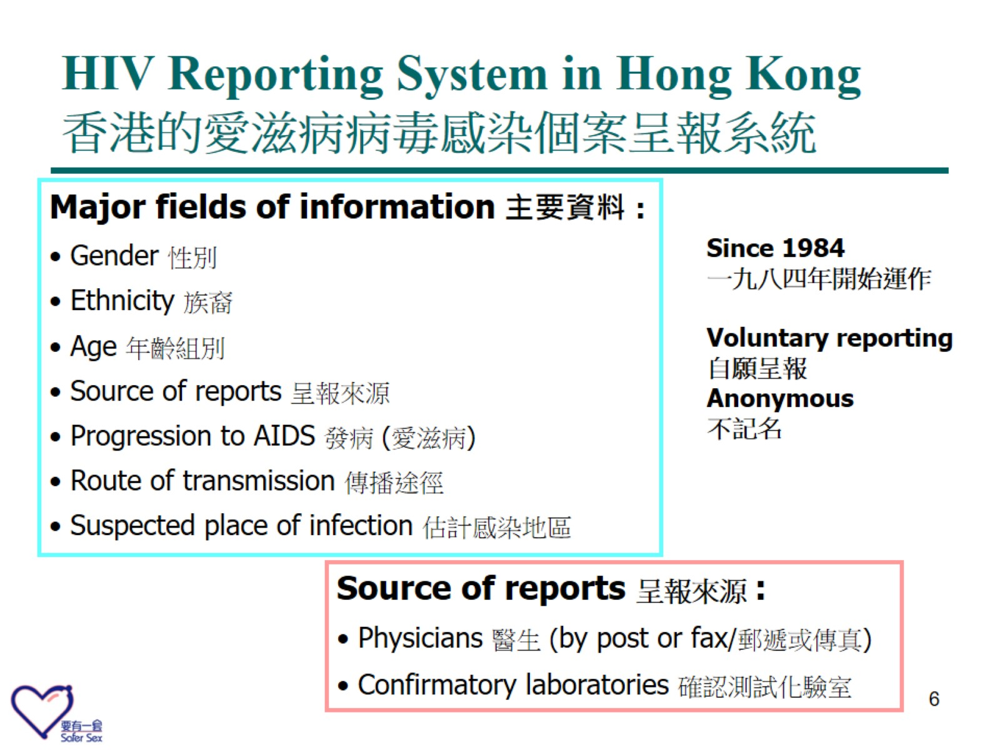 HIV Reporting System in Hong Kong
香港的愛滋病病毒感染個案呈報系統
Major fields of information 主要資料 :
• Gender 性別
• Ethnicity 族裔
• Age 年齡組別
• Source of reports 呈報來源
• Progression to AIDS 發病 (愛滋病)
• Route of transmission 傳播途徑
• Suspected place of infection 估計感染地區
Since 1984
一九八四年開始運作
Voluntary reporting
自願呈報
Anonymous
不記名
Source of reports 呈報來源 :
• Physicians 醫生 (by post or fax/郵遞或傳真)
• Confirmatory laboratories 確認測試化驗室
6
要有一套
Safer Sex